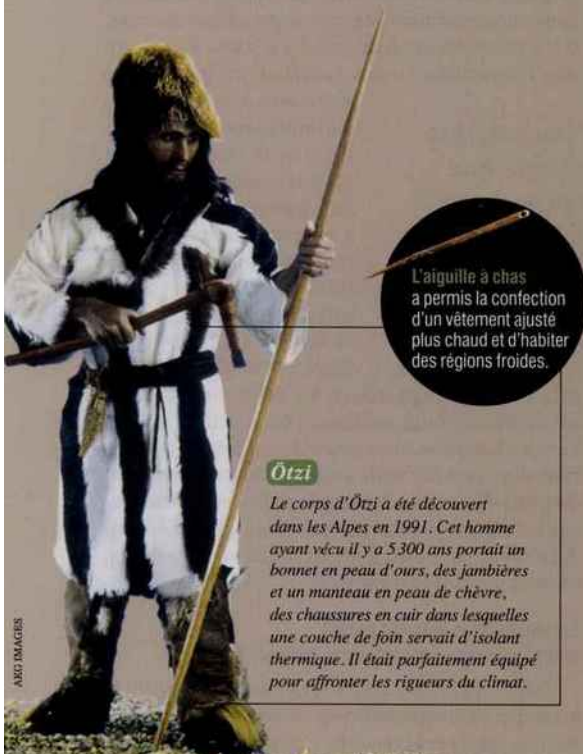 L'aiguille à chas
a permis la confection
d'un vêtement ajusté
plus chaud et d'habiter
des régions froides.
Ötzi
Le corps d'Ötzi a été découvert
dans les Alpes en 1991. Cet homme
ayant vécu il y a 5 300 ans portait un
bonnet en peau d'ours, des jambières
et un manteau en peau de chèvre,
des chaussures en cuir dans lesquelles
une couche de foin servait d'isolant
thermique. Il était parfaitement équipé
pour affronter les rigueurs du climat.
AKG IMAGES